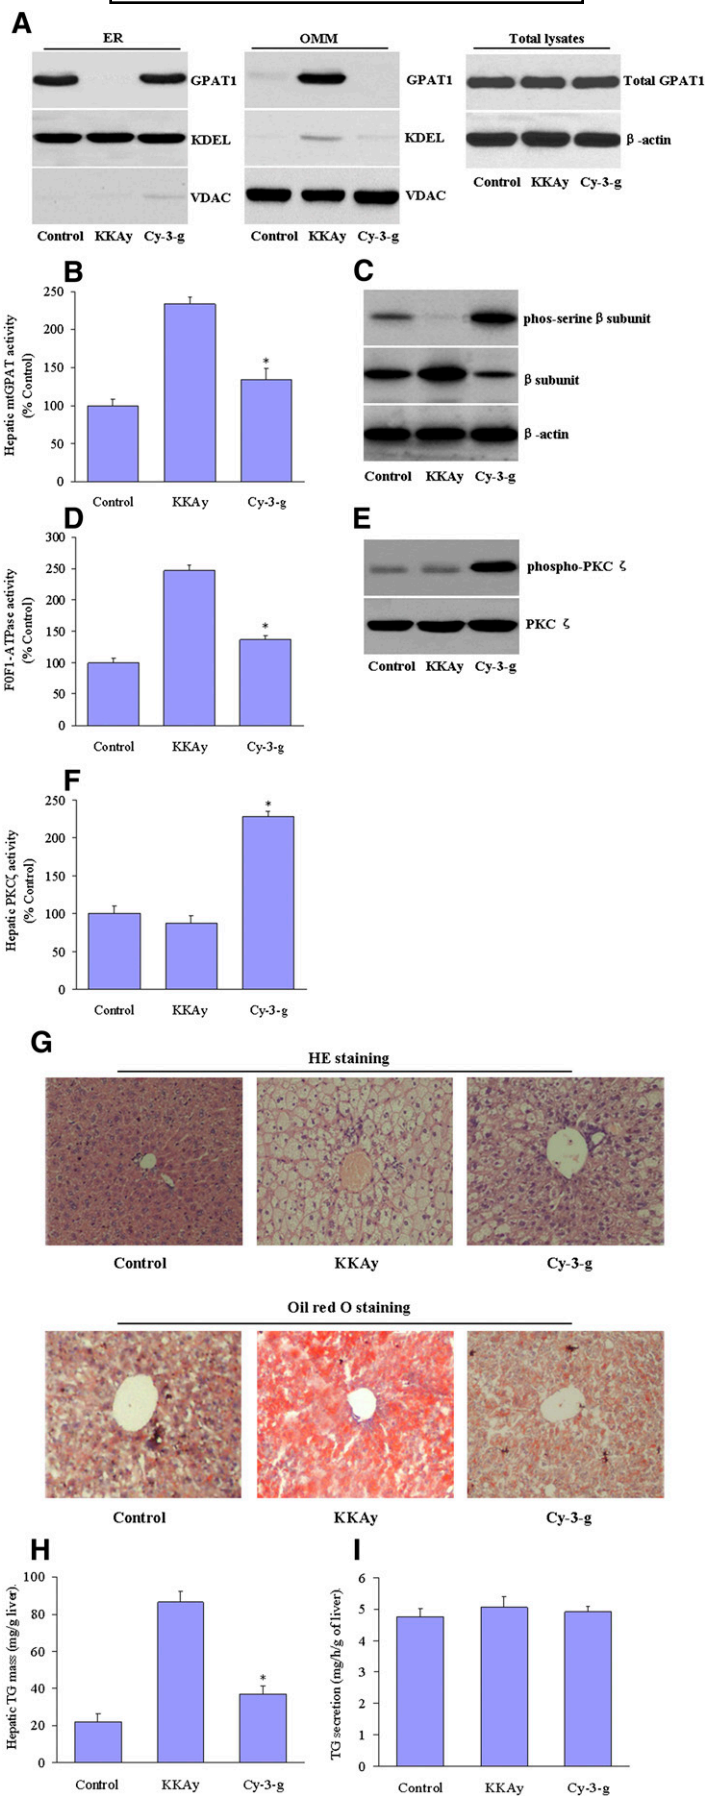 A
ER
OMM
Total lysates
GPAT1
GPAT1
Total GPAT1
KDEL
KDEL
β-actin
VDAC
VDAC
Control KKAy Cy-3-g
Control KKAy Cy-3-g
Control KKAy Cy-3-g
B
Hepatic mtGPAT activity
(% Control)
250
200
150
100
50
0
*
Control KKAy Cy-3-g
C
phos-serine β subunit
β subunit
β-actin
Control KKAy Cy-3-g
D
F0F1-ATPase activity
(% Control)
300
250
200
150
100
50
0
*
Control KKAy Cy-3-g
E
phospho-PKC ζ
PKC ζ
Control KKAy Cy-3-g
F
Hepatic PKCζ activity
(% Control)
250
200
150
100
50
0
*
Control KKAy Cy-3-g
G
HE staining
Control KKAy Cy-3-g
Oil red O staining
Control KKAy Cy-3-g
H
Hepatic TG mass (mg/g liver).
100
80
60
40
20
0
*
Control KKAy Cy-3-g
I
TG secretion (mg/h/g of liver).
6
5
4
3
2
1
0
Control KKAy Cy-3-g